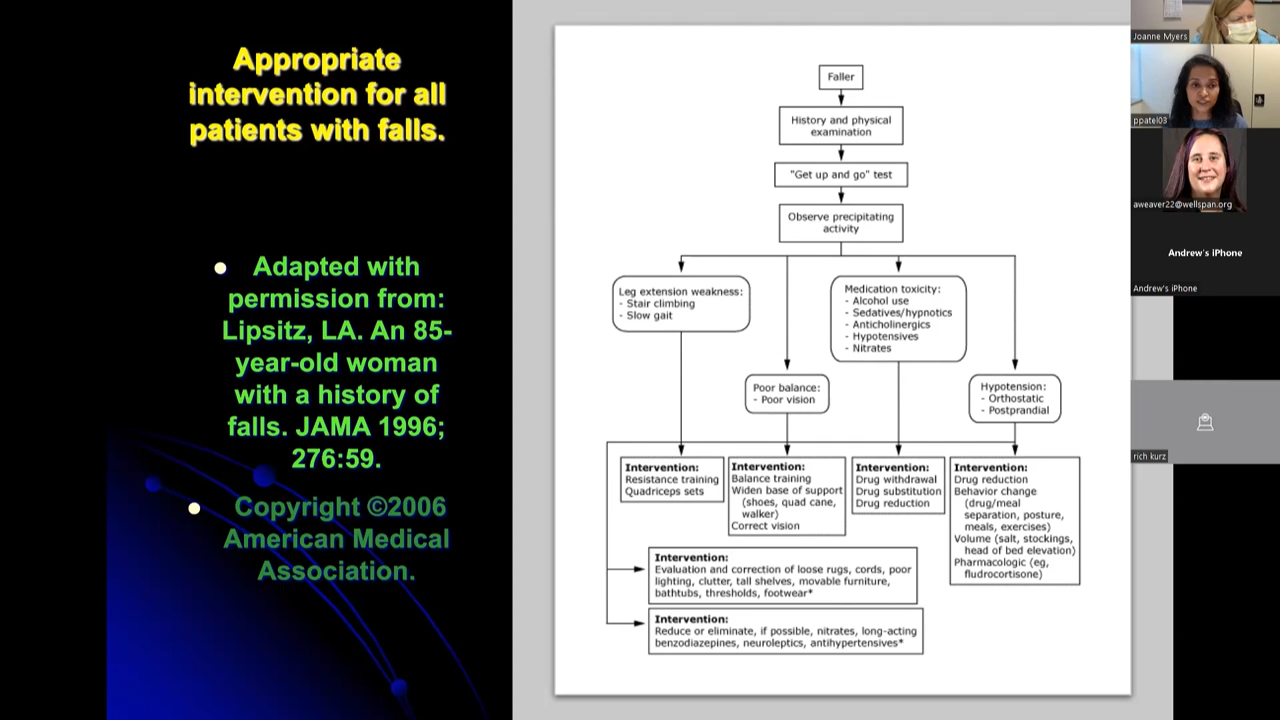 Appropriate
intervention for all
patients with falls.
Adapted with
permission from:
Lipsitz, LA. An 85-
year-old woman
with a history of
falls. JAMA 1996;
276:59.
Copyright ©2006
American Medical
Association.
Faller
History and physical
examination
"Get up and go" test
Observe precipitating
activity
Leg extension weakness:
- Stair climbing
- Slow gait
Poor balance:
- Poor vision
Medication toxicity:
- Alcohol use
- Sedatives/hypnotics
- Anticholinergics
- Hypotensives
- Nitrates
Hypotension:
- Orthostatic
- Postprandial
Intervention:
Resistance training
Quadriceps sets
Intervention:
Balance training
Widen base of support
(shoes, quad cane,
walker)
Correct vision
Intervention:
Drug withdrawal
Drug substitution
Drug reduction
Intervention:
Drug reduction
Behavior change
(drug/meal
separation, posture,
meals, exercises)
Volume (salt, stockings,
head of bed elevation)
Pharmacologic (eg,
fludrocortisone)
Intervention:
Evaluation and correction of loose rugs, cords, poor
lighting, clutter, tall shelves, movable furniture,
bathtubs, thresholds, footwear*
Intervention:
Reduce or eliminate, if possible, nitrates, long-acting
benzodiazepines, neuroleptics, antihypertensives*
Joanne Myers
ppatel03
aweaver22@wellspan.org
Andrew's iPhone
Andrew's iPhone
rich kurz